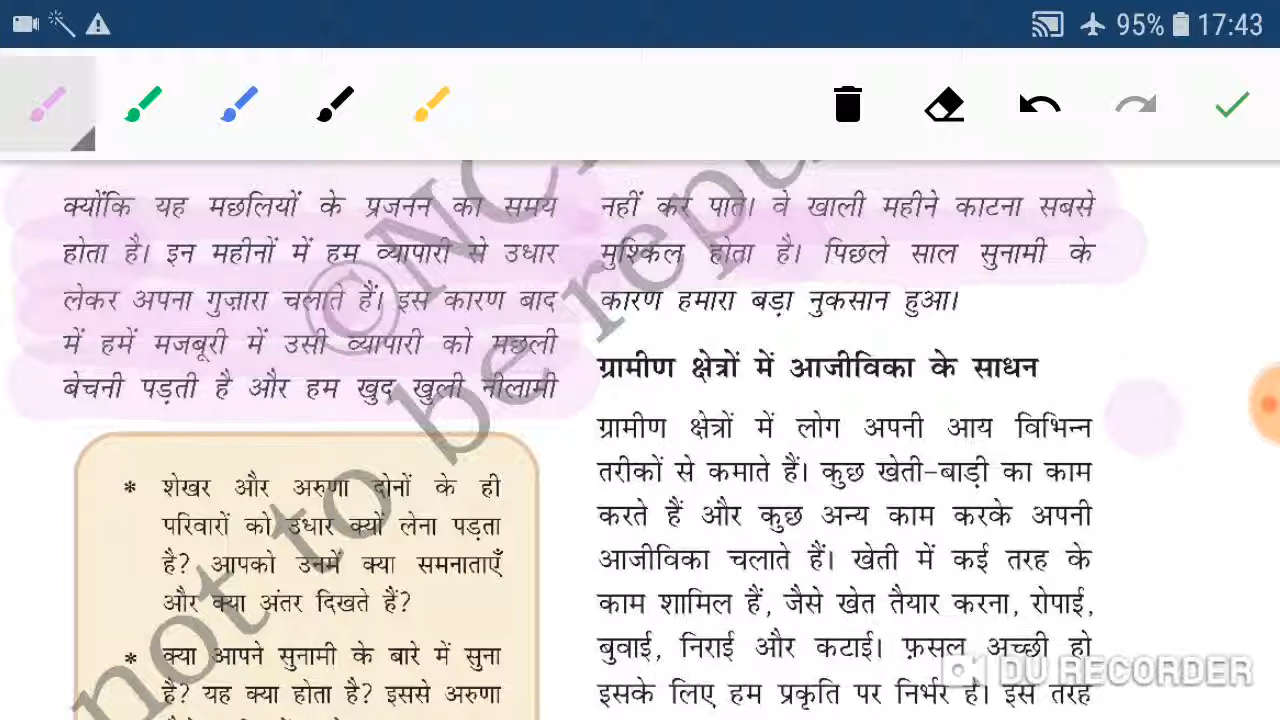 95% 17:43
क्योंकि यह मछलियों के प्रजनन का समय
होता है। इन महीनों में हम व्यापारी से उधार
लेकर अपना गुज़ारा चलाते हैं। इस कारण बाद
में हमें मजबूरी में उसी व्यापारी को मछली
बेचनी पड़ती है और हम खुद खुली नीलामी
* शेखर और अरुणा दोनों के ही
परिवारों को उधार क्यों लेना पड़ता
है? आपको उनमें क्या समनाताएँ
और क्या अंतर दिखते हैं?
* क्या आपने सुनामी के बारे में सुना
है? यह क्या होता है? इससे अरुणा
नहीं कर पाते। वे खाली महीने काटना सबसे
मुश्किल होता है। पिछले साल सुनामी के
कारण हमारा बड़ा नुकसान हुआ।
ग्रामीण क्षेत्रों में आजीविका के साधन
ग्रामीण क्षेत्रों में लोग अपनी आय विभिन्न
तरीकों से कमाते हैं। कुछ खेती-बाड़ी का काम
करते हैं और कुछ अन्य काम करके अपनी
आजीविका चलाते हैं। खेती में कई तरह के
काम शामिल हैं, जैसे खेत तैयार करना, रोपाई,
बुवाई, निराई और कटाई। फ़सल अच्छी हो
इसके लिए हम प्रकृति पर निर्भर हैं। इस तरह
©NC
not to be rept
DU RECORDER